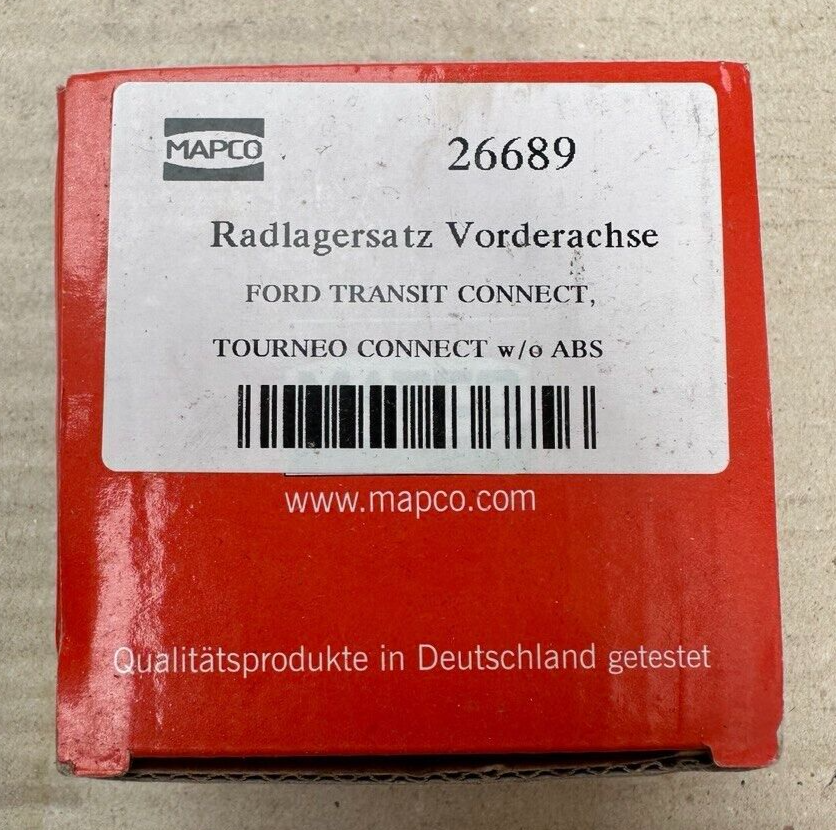 MAPCO
26689
Radlagersatz Vorderachse
FORD TRANSIT CONNECT,
TOURNEO CONNECT w/o ABS
www.mapco.com
Qualitätsprodukte in Deutschland getestet